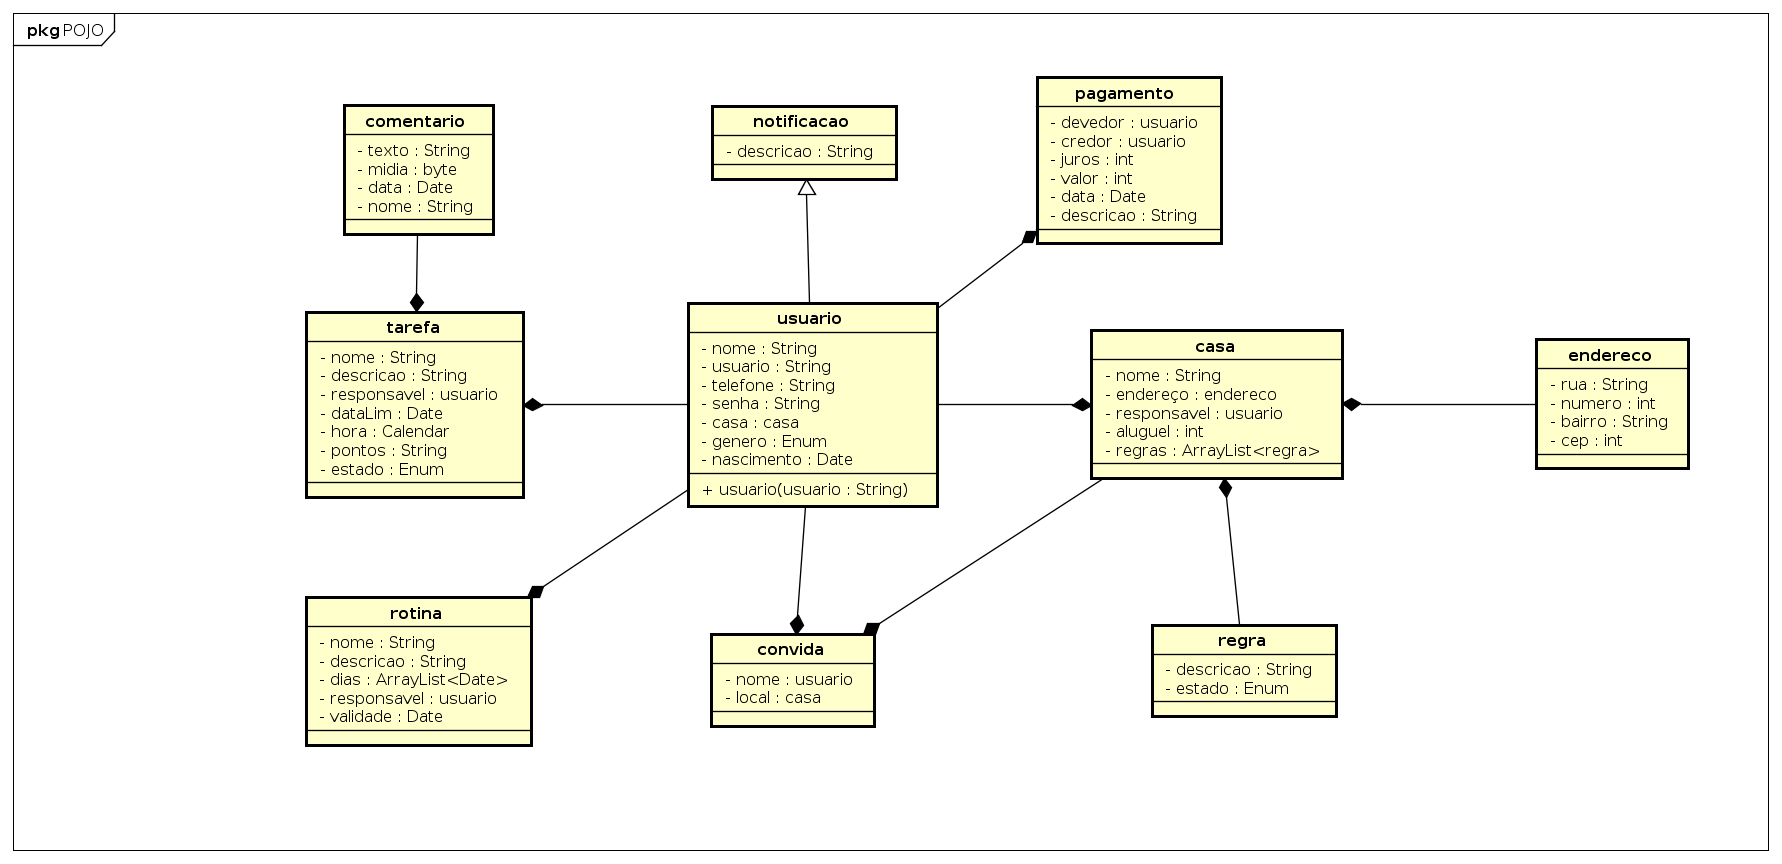 pkg POJO
comentario
- texto : String
- midia : byte
- data : Date
- nome : String
notificacao
- descricao : String
pagamento
- devedor : usuario
- credor : usuario
- juros : int
- valor : int
- data : Date
- descricao : String
tarefa
- nome : String
- descricao : String
- responsavel : usuario
- dataLim : Date
- hora : Calendar
- pontos : String
- estado : Enum
usuario
- nome : String
- usuario : String
- telefone : String
- senha : String
- casa : casa
- genero : Enum
- nascimento : Date
+ usuario(usuario : String)
casa
- nome : String
- endereço : endereco
- responsavel : usuario
- aluguel : int
- regras : ArrayList<regra>
endereco
- rua : String
- numero : int
- bairro : String
- cep : int
rotina
- nome : String
- descricao : String
- dias : ArrayList<Date>
- responsavel : usuario
- validade : Date
convida
- nome : usuario
- local : casa
regra
- descricao : String
- estado : Enum